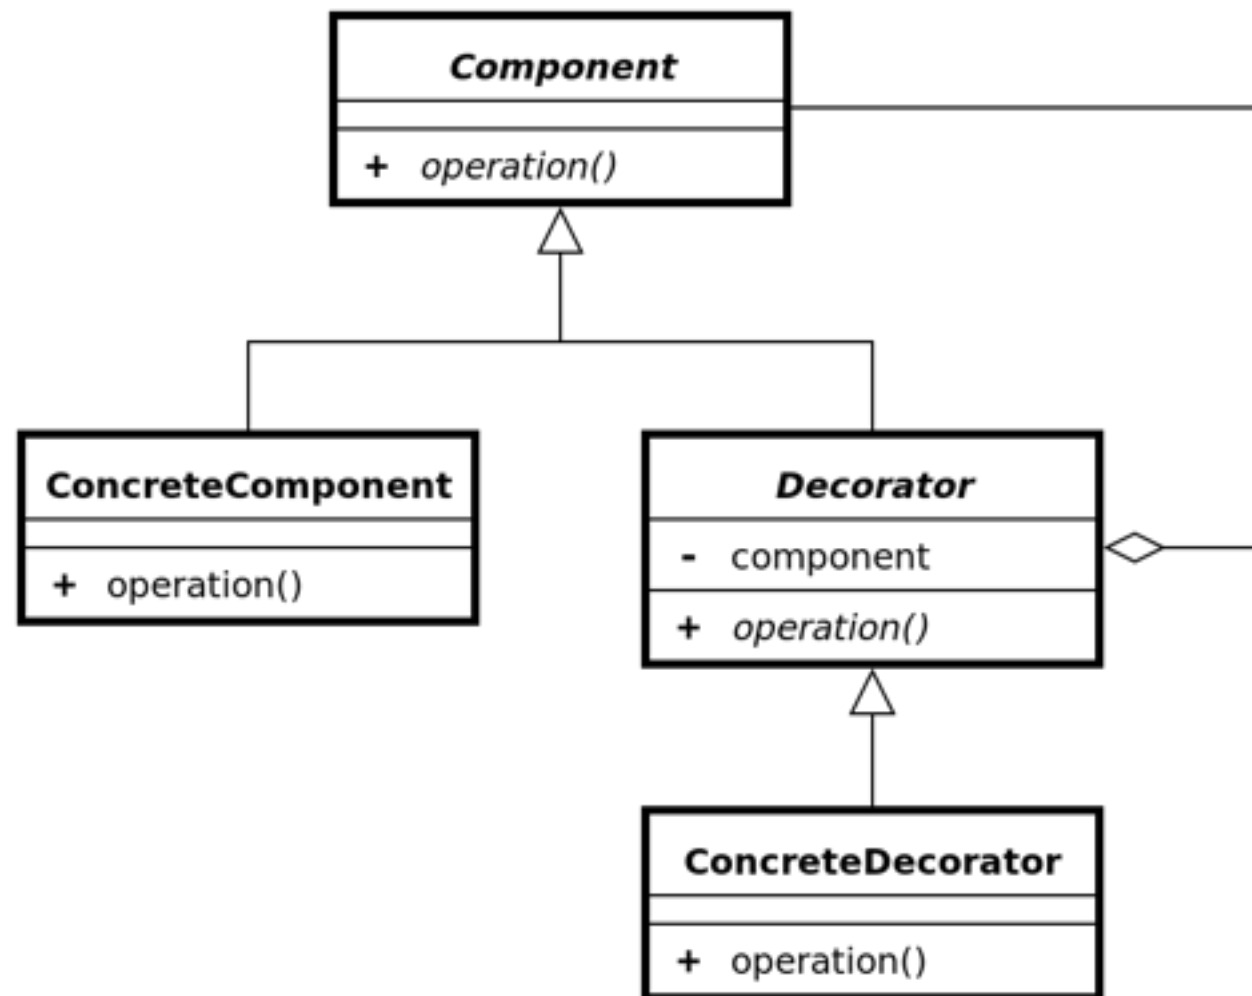 Component
+ operation()
ConcreteComponent
+ operation()
Decorator
- component
+ operation()
ConcreteDecorator
+ operation()